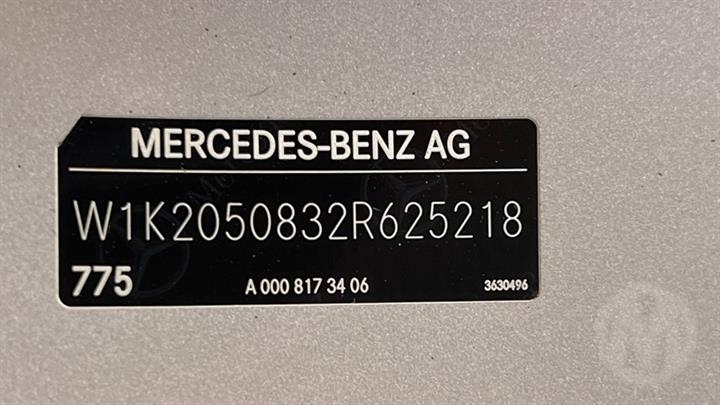 MERCEDES-BENZ AG
W1K2050832R625218
775 A 000 817 34 06 3630496